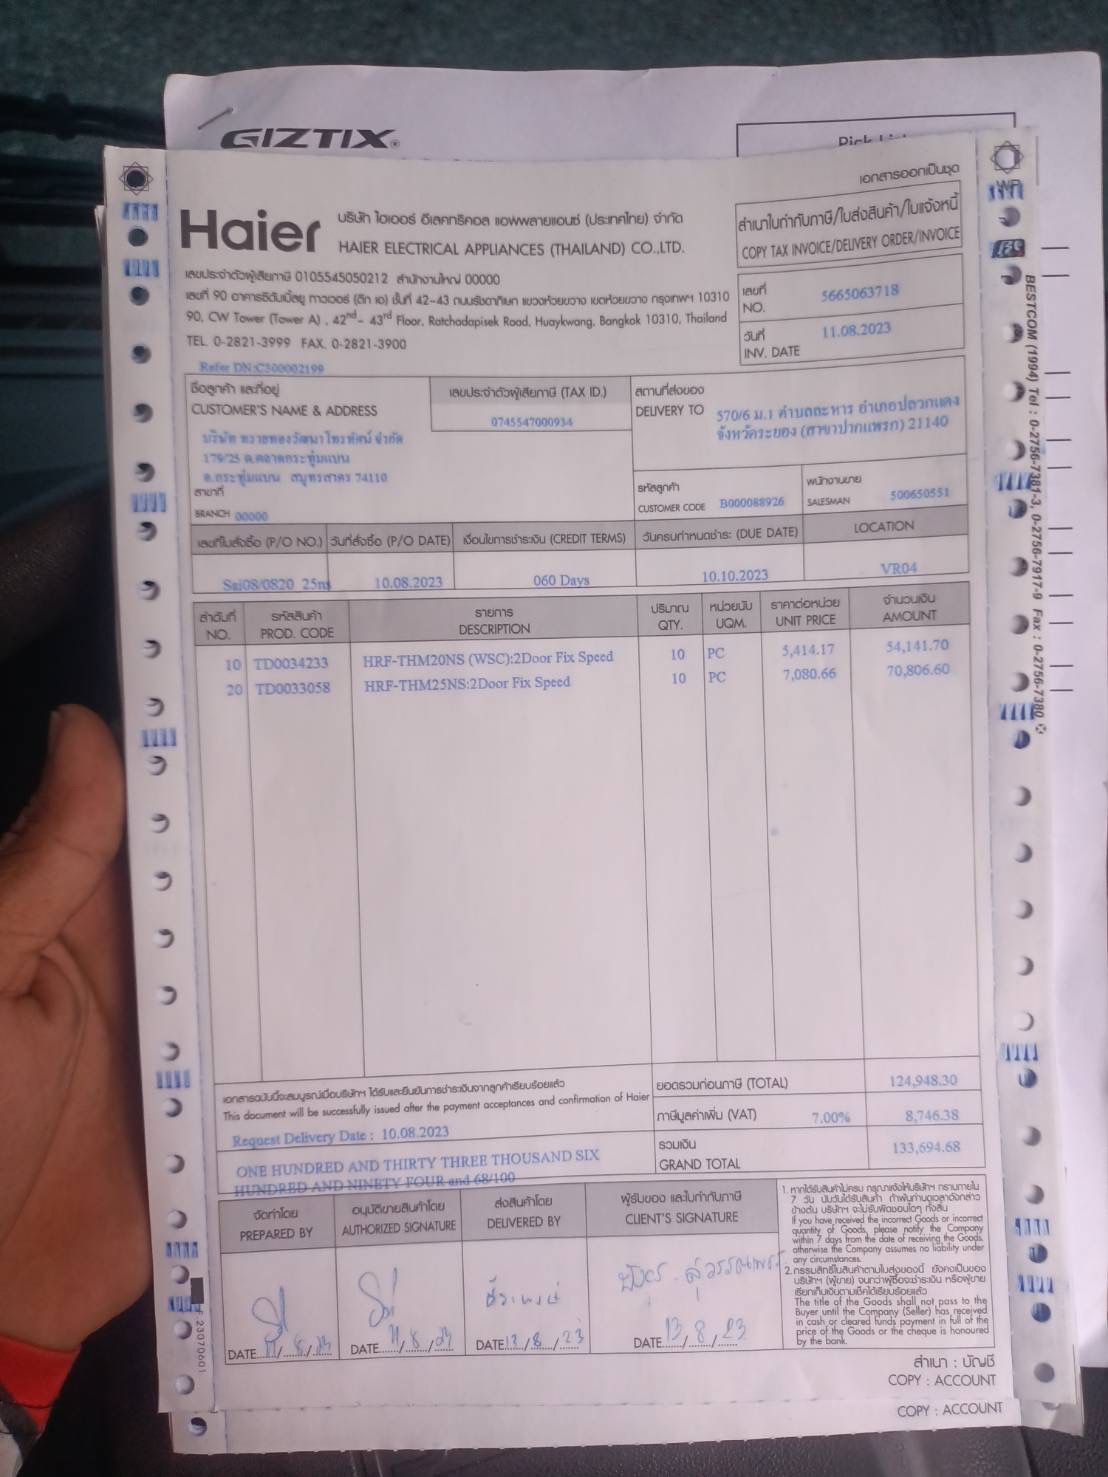 GIZTIX®
Pick List
เอกสารออกเป็นชุด
Haier
บริษัท ไฮเออร์ อีเลคทริคอล แอพพลายแอนซ์ (ประเทศไทย) จำกัด
HAIER ELECTRICAL APPLIANCES (THAILAND) CO.,LTD.
สำเนาใบกำกับภาษี/ใบส่งสินค้า/ใบแจ้งหนี้
COPY TAX INVOICE/DELIVERY ORDER/INVOICE
เลขประจำตัวผู้เสียภาษี 0105545050212 สำนักงานใหญ่ 00000
เลขที่ 90 อาคารซีดับเบิ้ลยู ทาวเวอร์ (ตึก เอ) ชั้นที่ 42-43 ถนนรัชดาภิเษก แขวงห้วยขวาง เขตห้วยขวาง กรุงเทพฯ 10310
90, CW Tower (Tower A) , 42nd- 43rd Floor, Ratchadapisek Road, Huaykwang, Bangkok 10310, Thailand
TEL. 0-2821-3999 FAX. 0-2821-3900
เลขที่
NO.
5665063718
วันที่
INV. DATE
11.08.2023
Refer DN:C500002199
ชื่อลูกค้า และที่อยู่
CUSTOMER'S NAME & ADDRESS
เลขประจำตัวผู้เสียภาษี (TAX ID.)
0745547000934
บริษัท ทรายทองวัฒนาโทรทัศน์ จำกัด
179/25 ต.ตลาดกระทุ่มแบน
อ.กระทุ่มแบน สมุทรสาคร 74110
สาขาที่
BRANCH 00000
สถานที่ส่งของ
DELIVERY TO
570/6 ม.1 ตำบลละหาร อำเภอปลวกแดง
จังหวัดระยอง (สาขาปากแพรก) 21140
รหัสลูกค้า
CUSTOMER CODE B000088926
พนักงานขาย
SALESMAN 500650551
เลขที่ใบสั่งซื้อ (P/O NO.) วันที่สั่งซื้อ (P/O DATE) เงื่อนไขการชำระเงิน (CREDIT TERMS) วันครบกำหนดชำระ (DUE DATE) LOCATION
Sai08/0820 25ns 10.08.2023 060 Days 10.10.2023 VR04
ลำดับที่ รหัสสินค้า รายการ ปริมาณ หน่วยนับ ราคาต่อหน่วย จำนวนเงิน
NO. PROD. CODE DESCRIPTION QTY. UQM. UNIT PRICE AMOUNT
10 TD0034233 HRF-THM20NS (WSC):2Door Fix Speed 10 PC 5,414.17 54,141.70
20 TD0033058 HRF-THM25NS:2Door Fix Speed 10 PC 7,080.66 70,806.60
เอกสารฉบับนี้จะสมบูรณ์เมื่อบริษัทฯ ได้รับและยืนยันการชำระเงินจากลูกค้าเรียบร้อยแล้ว
This document will be successfully issued after the payment acceptances and confirmation of Haier
Request Delivery Date : 10.08.2023
ONE HUNDRED AND THIRTY THREE THOUSAND SIX
HUNDRED AND NINETY FOUR and 68/100
ยอดรวมก่อนภาษี (TOTAL) 124,948.30
ภาษีมูลค่าเพิ่ม (VAT) 7.00% 8,746.38
รวมเงิน
GRAND TOTAL 133,694.68
จัดทำโดย
PREPARED BY
อนุมัติขายสินค้าโดย
AUTHORIZED SIGNATURE
ส่งสินค้าโดย
DELIVERED BY
ผู้รับของ และใบกำกับภาษี
CLIENT'S SIGNATURE
DATE 11/8/23
DATE 11/8/23
DATE 13/8/23
DATE 13/8/23
1. หากได้รับสินค้าไม่ครบ กรุณาแจ้งให้บริษัทฯ ทราบภายใน
7 วัน นับวันได้รับสินค้า ถ้าพ้นกำหนดเวลาดังกล่าว
ข้างต้น บริษัทฯ จะไม่รับผิดชอบใดๆ ทั้งสิ้น
If you have received the incorrect Goods or incorrect
quantity of Goods, please notify the Company
within 7 days from the date of receiving the Goods,
otherwise the Company assumes no liability under
any circumstances.
2. กรรมสิทธิ์ในสินค้าตามใบส่งของนี้ ยังคงเป็นของ
บริษัทฯ (ผู้ขาย) จนกว่าผู้ซื้อจะชำระเงิน หรือผู้ขาย
เรียกเก็บเงินตามเช็คได้เรียบร้อยแล้ว
The title of the Goods shall not pass to the
Buyer until the Company (Seller) has received
in cash or cleared funds payment in full of the
price of the Goods or the cheque is honoured
by the bank.
สำเนา : บัญชี
COPY : ACCOUNT
COPY : ACCOUNT
BESTCOM (1994) Tel : 0-2756-7381-3, 0-2756-7917-9 Fax : 0-2756-7380
23070601